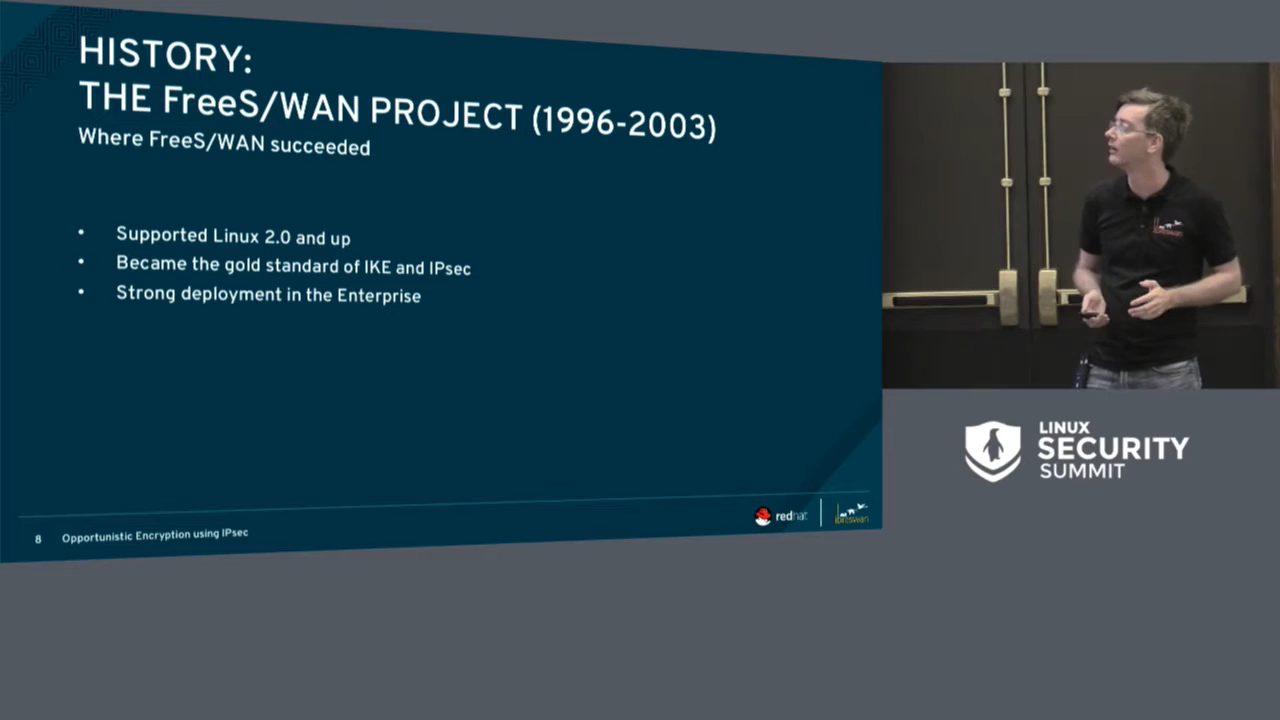 HISTORY:
THE FreeS/WAN PROJECT (1996-2003)
Where FreeS/WAN succeeded
• Supported Linux 2.0 and up
• Became the gold standard of IKE and IPsec
• Strong deployment in the Enterprise
8 Opportunistic Encryption using IPsec
redhat
libreswan
LINUX
SECURITY
SUMMIT